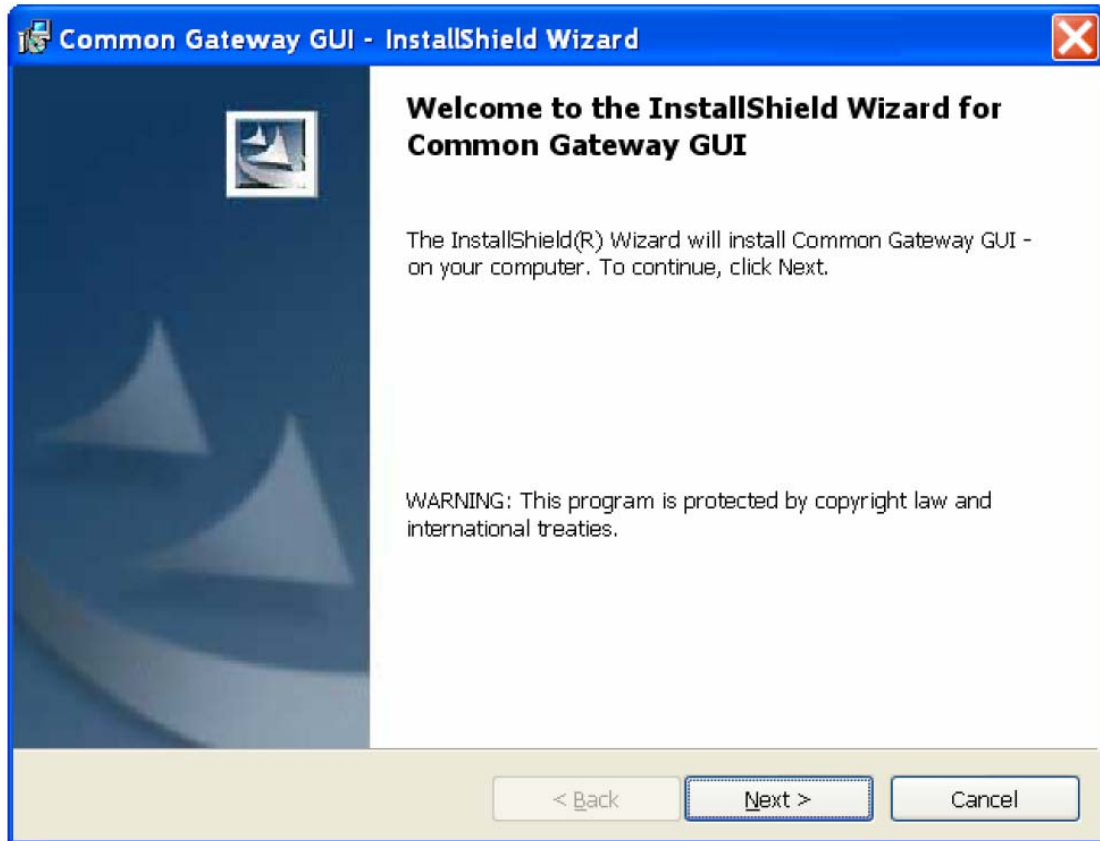 Common Gateway GUI - InstallShield Wizard
Welcome to the InstallShield Wizard for
Common Gateway GUI
The InstallShield(R) Wizard will install Common Gateway GUI -
on your computer. To continue, click Next.
WARNING: This program is protected by copyright law and
international treaties.
< Back
Next >
Cancel